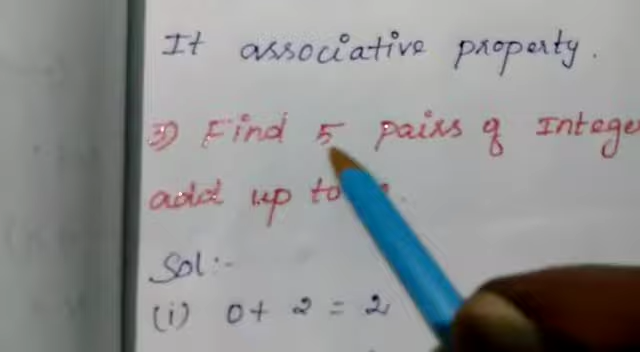 It associative property.
3) Find 5 pairs of Intege
add up to
Sol:-
(i) 0 + 2 = 2